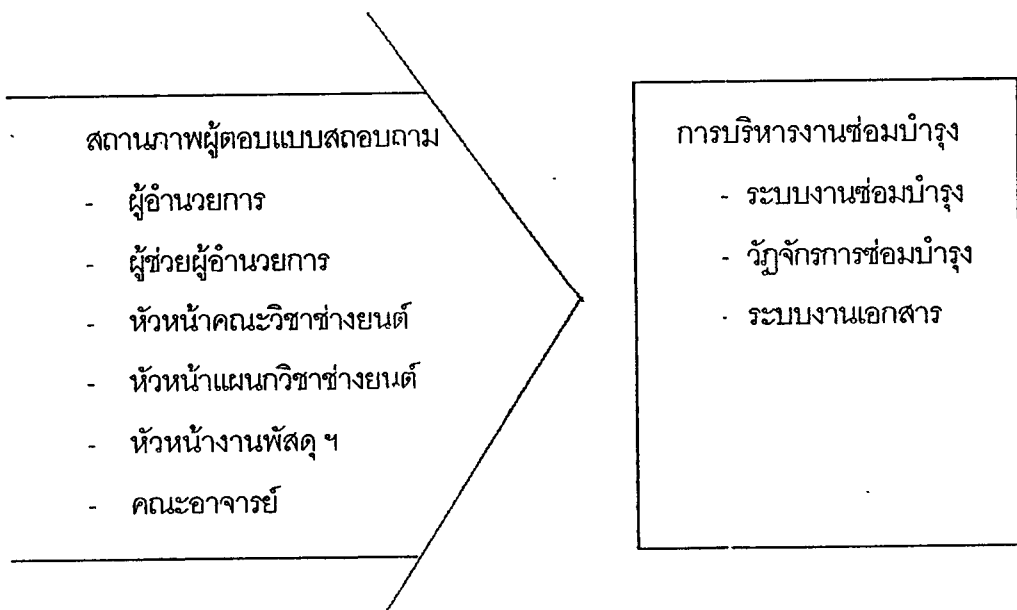 สถานภาพผู้ตอบแบบสถอบถาม
- ผู้อำนวยการ
- ผู้ช่วยผู้อำนวยการ
- หัวหน้าคณะวิชาช่างยนต์
- หัวหน้าแผนกวิชาช่างยนต์
- หัวหน้างานพัสดุ ฯ
- คณะอาจารย์
การบริหารงานซ่อมบำรุง
- ระบบงานซ่อมบำรุง
- วัฏจักรการซ่อมบำรุง
- ระบบงานเอกสาร